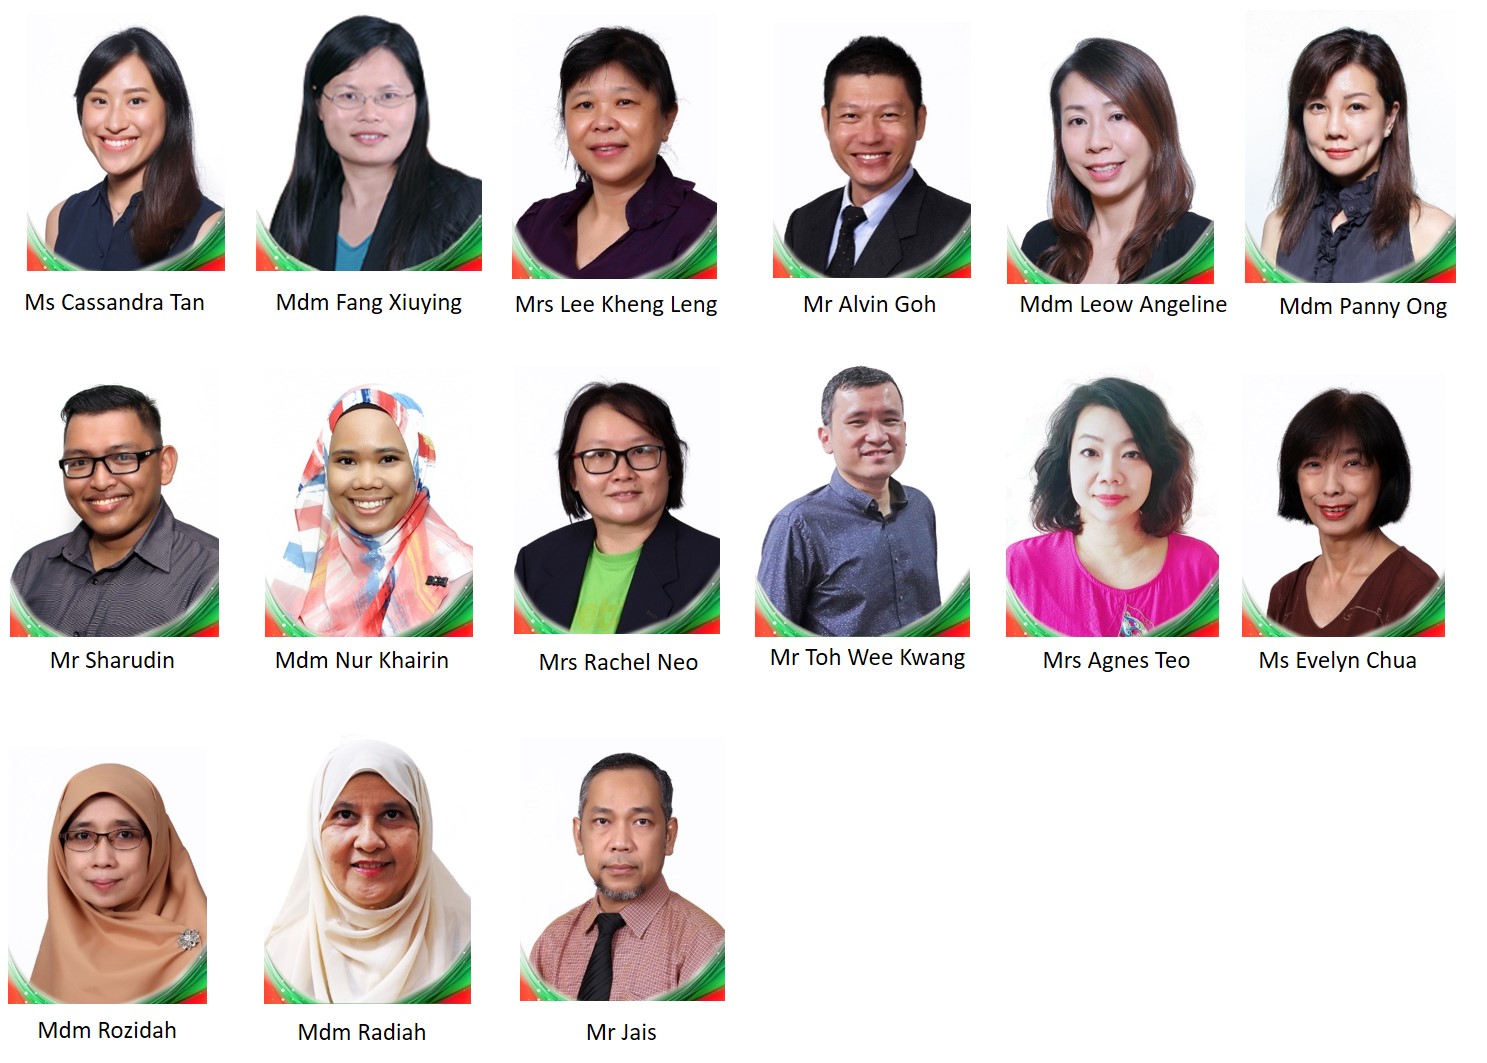 Ms Cassandra Tan
Mdm Fang Xiuying
Mrs Lee Kheng Leng
Mr Alvin Goh
Mdm Leow Angeline
Mdm Panny Ong
Mr Sharudin
Mdm Nur Khairin
Mrs Rachel Neo
Mr Toh Wee Kwang
Mrs Agnes Teo
Ms Evelyn Chua
Mdm Rozidah
Mdm Radiah
Mr Jais